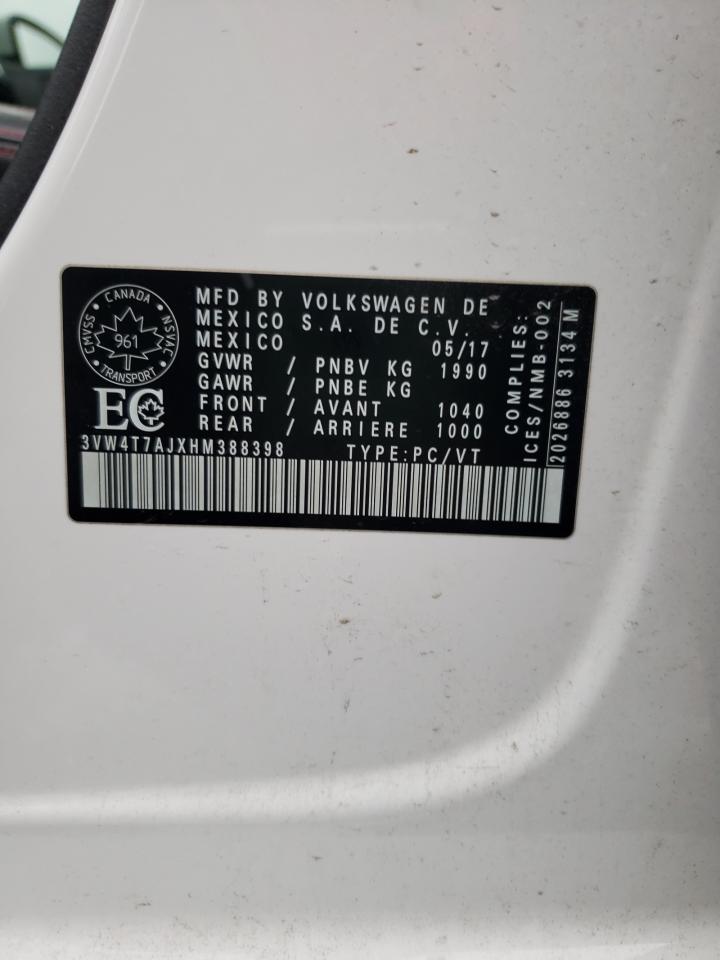 CANADA
CMVSS
NSVAC
961
TRANSPORT
EC
MFD BY VOLKSWAGEN DE
MEXICO S.A. DE C.V.
MEXICO 05/17
GVWR / PNBV KG 1990
GAWR / PNBE KG
FRONT / AVANT 1040
REAR / ARRIERE 1000
3VW4T7AJXHM388398 TYPE:PC/VT
COMPLIES:
ICES/NMB-002
2026886 3134 M